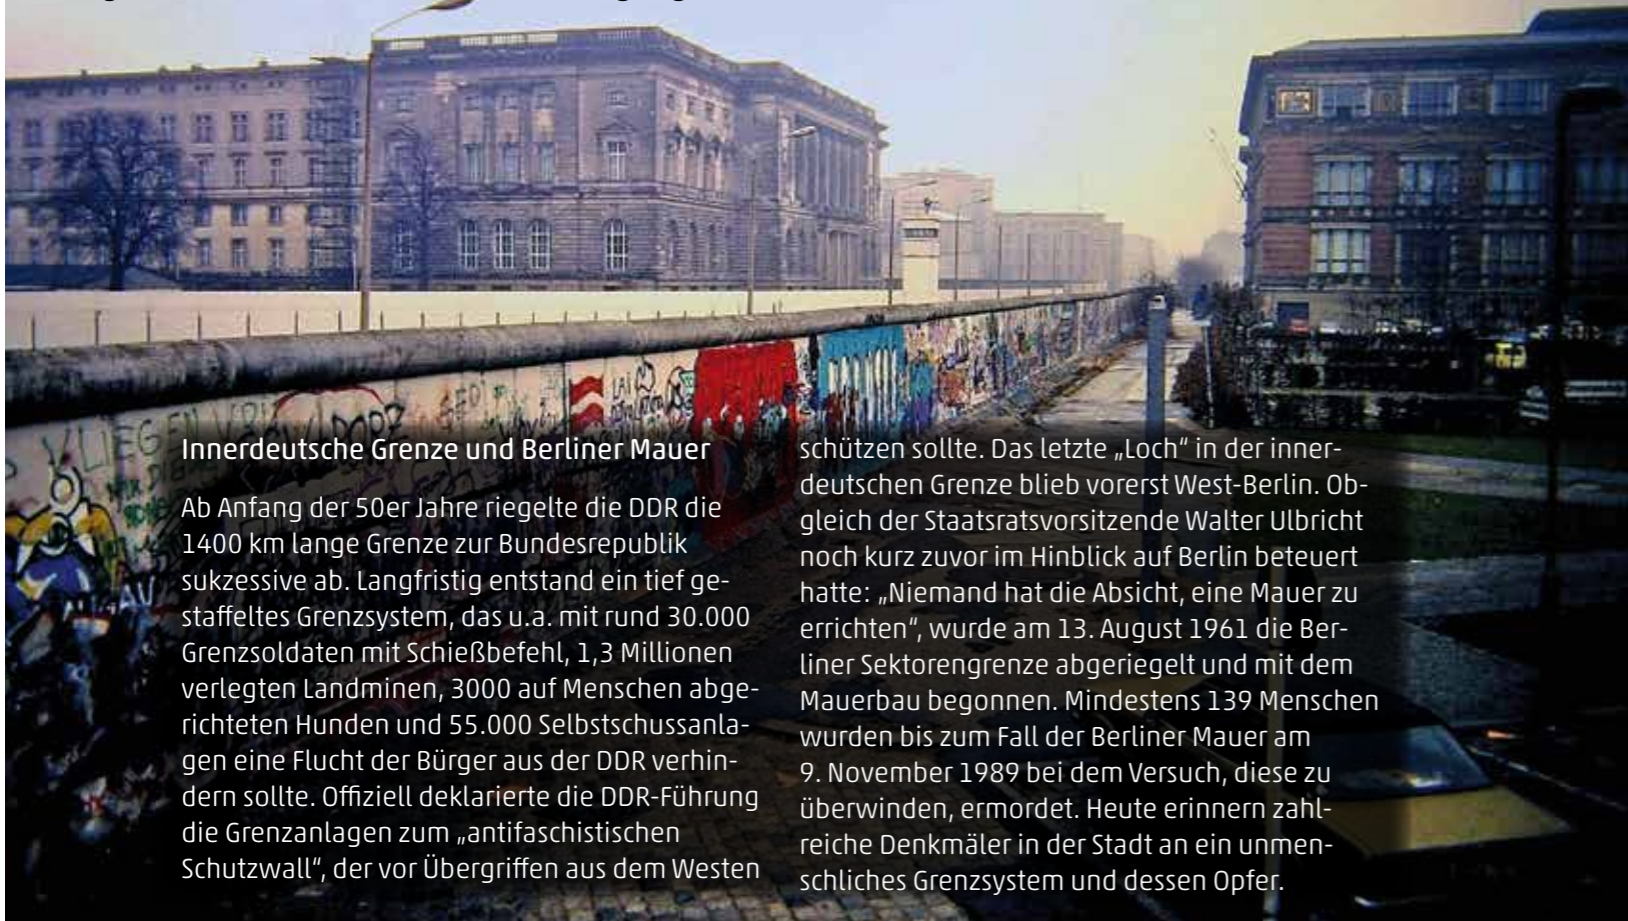 Innerdeutsche Grenze und Berliner Mauer
Ab Anfang der 50er Jahre riegelte die DDR die
1400 km lange Grenze zur Bundesrepublik
sukzessive ab. Langfristig entstand ein tief ge-
staffeltes Grenzsystem, das u.a. mit rund 30.000
Grenzsoldaten mit Schießbefehl, 1,3 Millionen
verlegten Landminen, 3000 auf Menschen abge-
richteten Hunden und 55.000 Selbstschussanla-
gen eine Flucht der Bürger aus der DDR verhin-
dern sollte. Offiziell deklarierte die DDR-Führung
die Grenzanlagen zum „antifaschistischen
Schutzwall“, der vor Übergriffen aus dem Westen
schützen sollte. Das letzte „Loch“ in der inner-
deutschen Grenze blieb vorerst West-Berlin. Ob-
gleich der Staatsratsvorsitzende Walter Ulbricht
noch kurz zuvor im Hinblick auf Berlin beteuert
hatte: „Niemand hat die Absicht, eine Mauer zu
errichten“, wurde am 13. August 1961 die Ber-
liner Sektorengrenze abgeriegelt und mit dem
Mauerbau begonnen. Mindestens 139 Menschen
wurden bis zum Fall der Berliner Mauer am
9. November 1989 bei dem Versuch, diese zu
überwinden, ermordet. Heute erinnern zahl-
reiche Denkmäler in der Stadt an ein unmen-
schliches Grenzsystem und dessen Opfer.